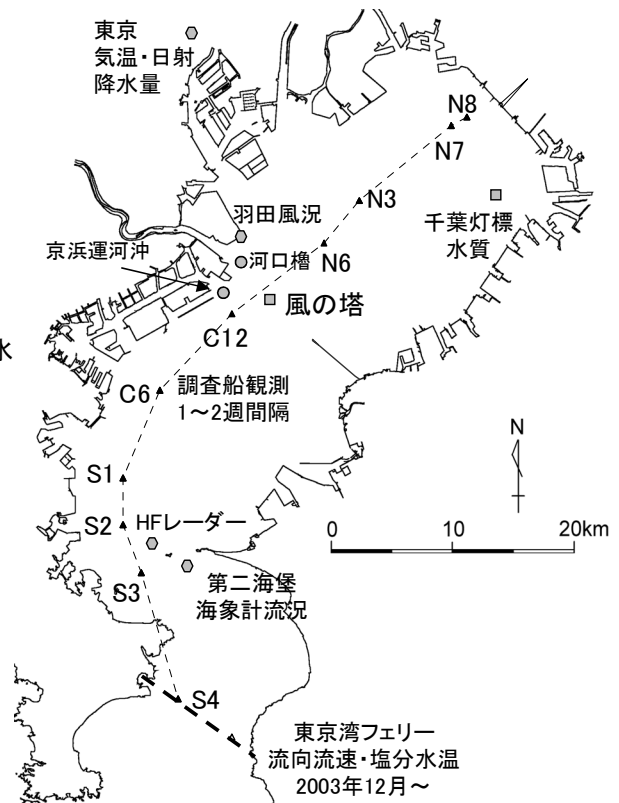 東京
気温・日射
降水量
N8
N7
N3
千葉灯標
水質
羽田風況
京浜運河沖
河口櫓
N6
風の塔
C12
水
C6
調査船観測
1～2週間隔
N
S1
HFレーダー
S2
0 10 20km
S3
第二海堡
海象計流況
S4
東京湾フェリー
流向流速・塩分水温
2003年12月～